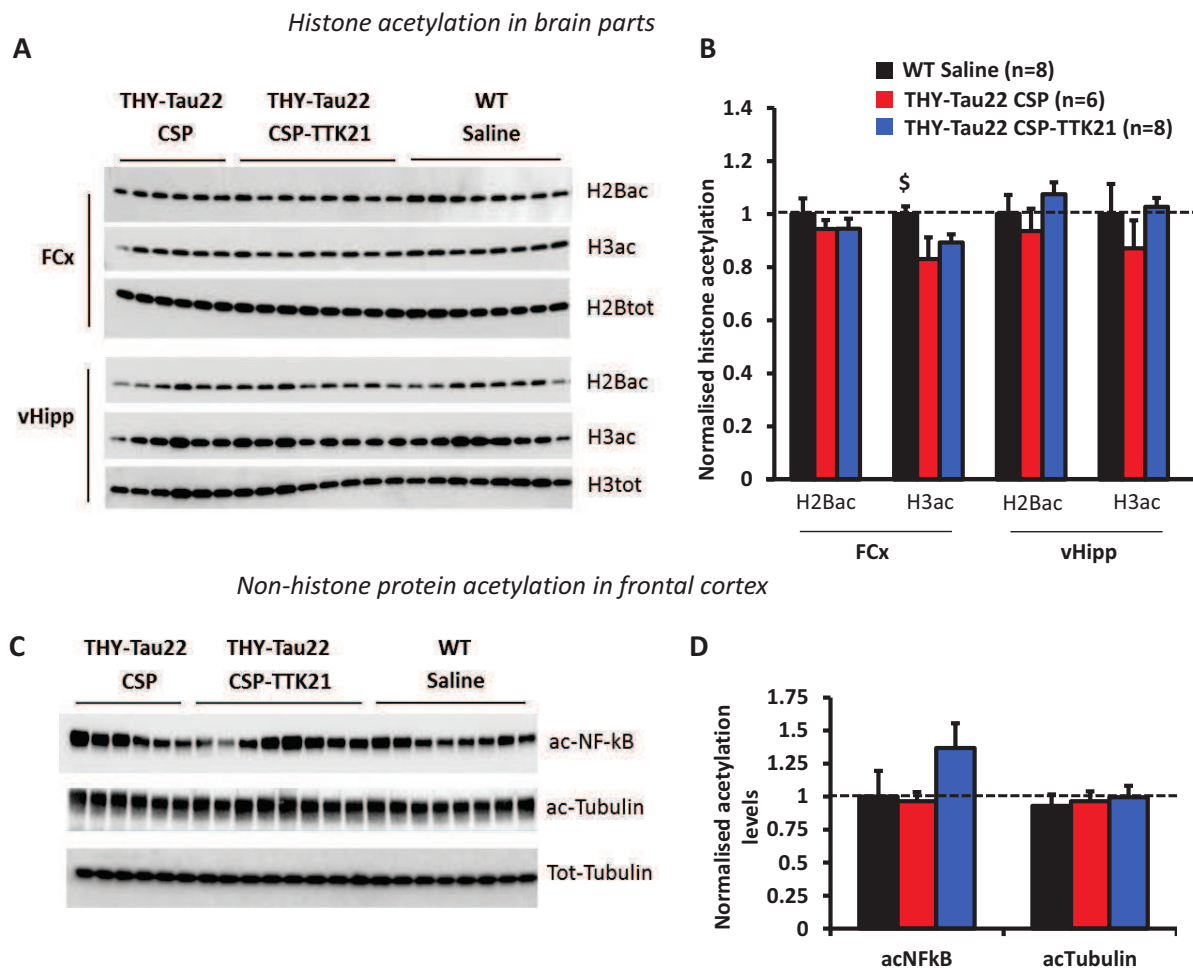 Histone acetylation in brain parts
A
THY-Tau22 THY-Tau22 WT
CSP CSP-TTK21 Saline
FCx
H2Bac
H3ac
H2Btot
vHipp
H2Bac
H3ac
H3tot
B
WT Saline (n=8)
THY-Tau22 CSP (n=6)
THY-Tau22 CSP-TTK21 (n=8)
Normalised histone acetylation
1.4
1.2
1
0.8
0.6
0.4
0.2
0
$
H2Bac H3ac H2Bac H3ac
FCx vHipp
Non-histone protein acetylation in frontal cortex
C
THY-Tau22 THY-Tau22 WT
CSP CSP-TTK21 Saline
ac-NF-kB
ac-Tubulin
Tot-Tubulin
D
Normalised acetylation
levels
1.75
1.5
1.25
1
0.75
0.5
0.25
0
acNFkB acTubulin